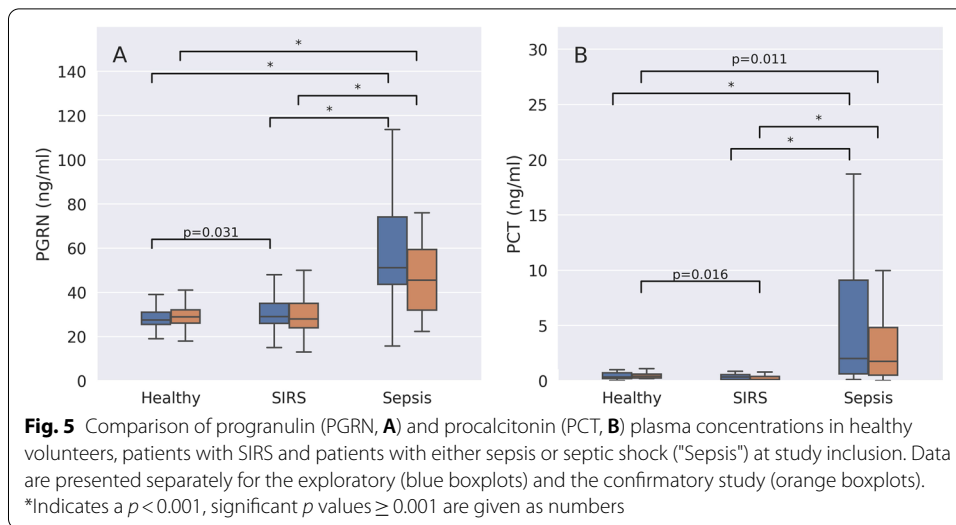 A
*
*
*
*
p=0.031
PGRN (ng/ml)
140
120
100
80
60
40
20
0
Healthy
SIRS
Sepsis
B
p=0.011
*
*
*
p=0.016
PCT (ng/ml)
30
25
20
15
10
5
0
Healthy
SIRS
Sepsis
Fig. 5 Comparison of progranulin (PGRN, A) and procalcitonin (PCT, B) plasma concentrations in healthy
volunteers, patients with SIRS and patients with either sepsis or septic shock ("Sepsis") at study inclusion. Data
are presented separately for the exploratory (blue boxplots) and the confirmatory study (orange boxplots).
*Indicates a p < 0.001, significant p values ≥ 0.001 are given as numbers